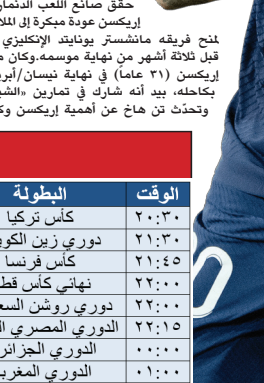 حقق صانع اللعب الدنمار
إريكسن عودة مبكرة إلى الملا
لمنح فريقه مانشستر يونايتد الإنكليزي
قبل ثلاثة أشهر من نهاية موسمه.وكان م
إريكسن (٣١ عاماً) في نهاية نيسان/أبري
بكاحله، بيد أنه شارك في تمارين «الشي
وتحدّث تن هاخ عن أهمية إريكسن وك
الوقت البطولة
٢٠:٣٠ كأس تركيا
٢١:٣٠ دوري زين الكو
٢١:٤٥ كأس فرنسا
٢٢:٠٠ نهائي كأس قط
٢٢:٠٠ دوري روشن السع
٢٢:١٥ الدوري المصري ال
٠٠:٠٠ الدوري الجزائر
٠١:٠٠ الدوري المغرب